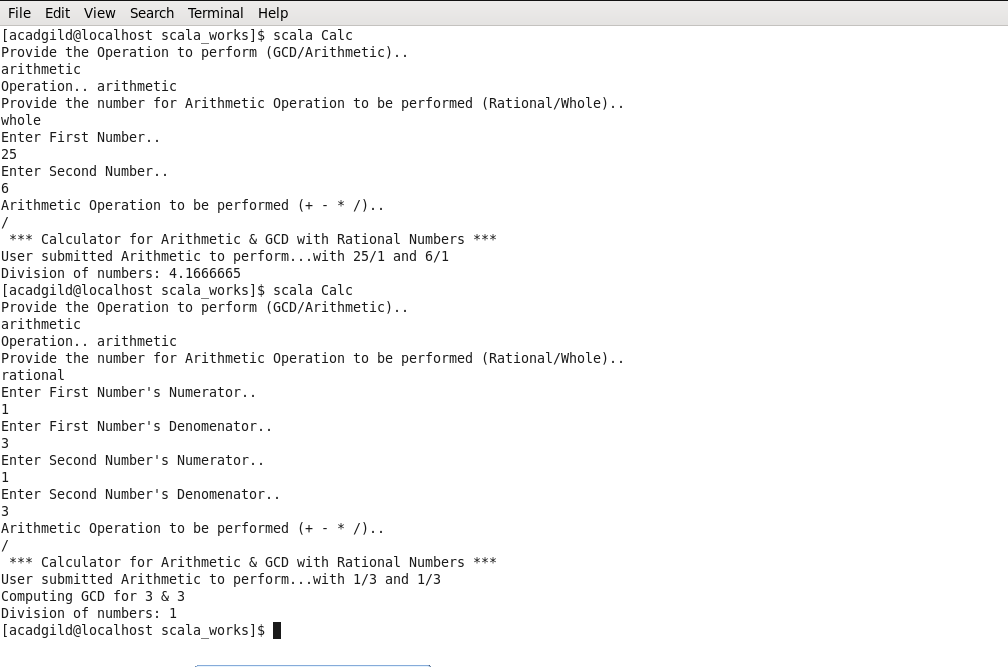 File Edit View Search Terminal Help
[acadgild@localhost scala_works]$ scala Calc
Provide the Operation to perform (GCD/Arithmetic)..
arithmetic
Operation.. arithmetic
Provide the number for Arithmetic Operation to be performed (Rational/Whole)..
whole
Enter First Number..
25
Enter Second Number..
6
Arithmetic Operation to be performed (+ - * /)..
/
 *** Calculator for Arithmetic & GCD with Rational Numbers ***
User submitted Arithmetic to perform...with 25/1 and 6/1
Division of numbers: 4.1666665
[acadgild@localhost scala_works]$ scala Calc
Provide the Operation to perform (GCD/Arithmetic)..
arithmetic
Operation.. arithmetic
Provide the number for Arithmetic Operation to be performed (Rational/Whole)..
rational
Enter First Number's Numerator..
1
Enter First Number's Denomenator..
3
Enter Second Number's Numerator..
1
Enter Second Number's Denomenator..
3
Arithmetic Operation to be performed (+ - * /)..
/
 *** Calculator for Arithmetic & GCD with Rational Numbers ***
User submitted Arithmetic to perform...with 1/3 and 1/3
Computing GCD for 3 & 3
Division of numbers: 1
[acadgild@localhost scala_works]$